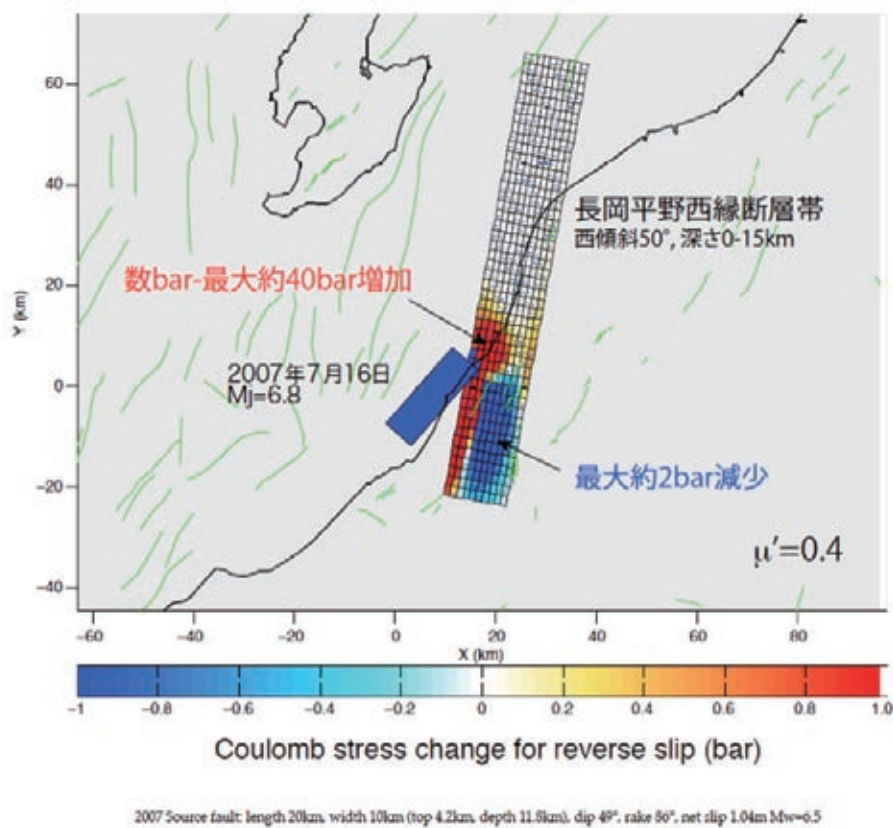 60
40
長岡平野西縁断層帯
西傾斜50°, 深さ0-15km
20
数bar-最大約40bar増加
Y (km)
2007年7月16日
Mj=6.8
0
最大約2bar減少
−20
μ'=0.4
−40
−60 −40 −20 0 20 40 60 80
X (km)
−1 −0.8 −0.6 −0.4 −0.2 0 0.2 0.4 0.6 0.8 1.0
Coulomb stress change for reverse slip (bar)
2007 Source fault: length 20km, width 10km (top 4.2km, depth 11.8km), dip 49°, rake 86°, net slip 1.04m Mw=6.5